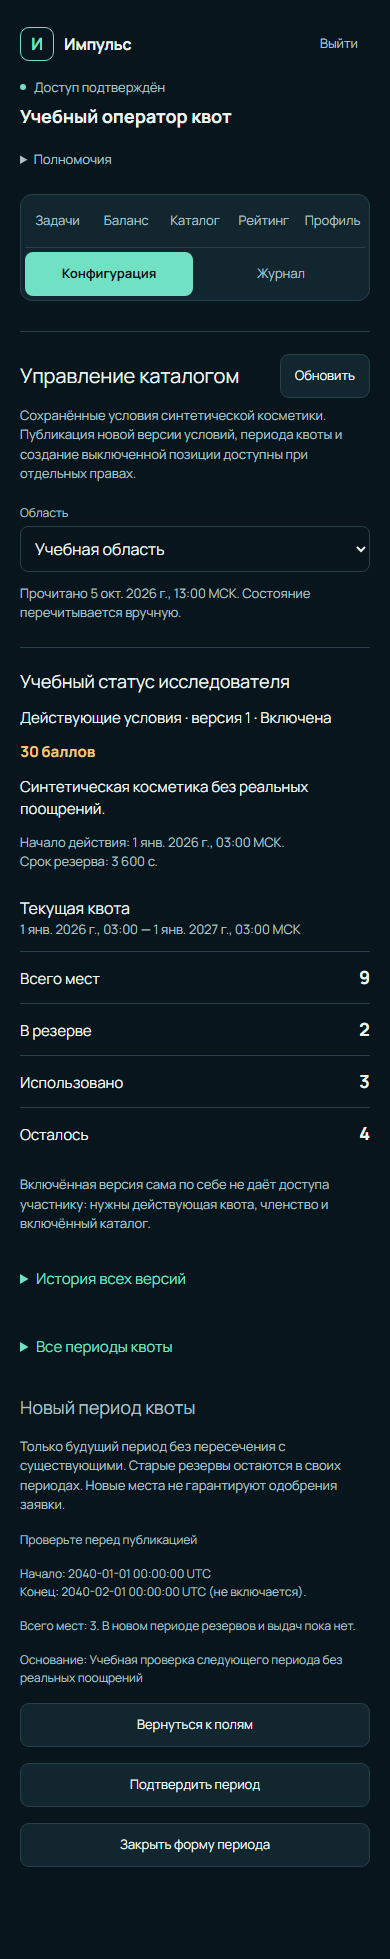 И Импульс Выйти
Доступ подтверждён
Учебный оператор квот
Полномочия
Задачи Баланс Каталог Рейтинг Профиль
Конфигурация Журнал
Управление каталогом Обновить
Сохранённые условия синтетической косметики.
Публикация новой версии условий, периода квоты и
создание выключенной позиции доступны при
отдельных правах.
Область
Учебная область
Прочитано 5 окт. 2026 г., 13:00 МСК. Состояние
перечитывается вручную.
Учебный статус исследователя
Действующие условия · версия 1 · Включена
30 баллов
Синтетическая косметика без реальных
поощрений.
Начало действия: 1 янв. 2026 г., 03:00 МСК.
Срок резерва: 3 600 с.
Текущая квота
1 янв. 2026 г., 03:00 — 1 янв. 2027 г., 03:00 МСК
Всего мест 9
В резерве 2
Использовано 3
Осталось 4
Включённая версия сама по себе не даёт доступа
участнику: нужны действующая квота, членство и
включённый каталог.
История всех версий
Все периоды квоты
Новый период квоты
Только будущий период без пересечения с
существующими. Старые резервы остаются в своих
периодах. Новые места не гарантируют одобрения
заявки.
Проверьте перед публикацией
Начало: 2040-01-01 00:00:00 UTC
Конец: 2040-02-01 00:00:00 UTC (не включается).
Всего мест: 3. В новом периоде резервов и выдач пока нет.
Основание: Учебная проверка следующего периода без
реальных поощрений
Вернуться к полям
Подтвердить период
Закрыть форму периода